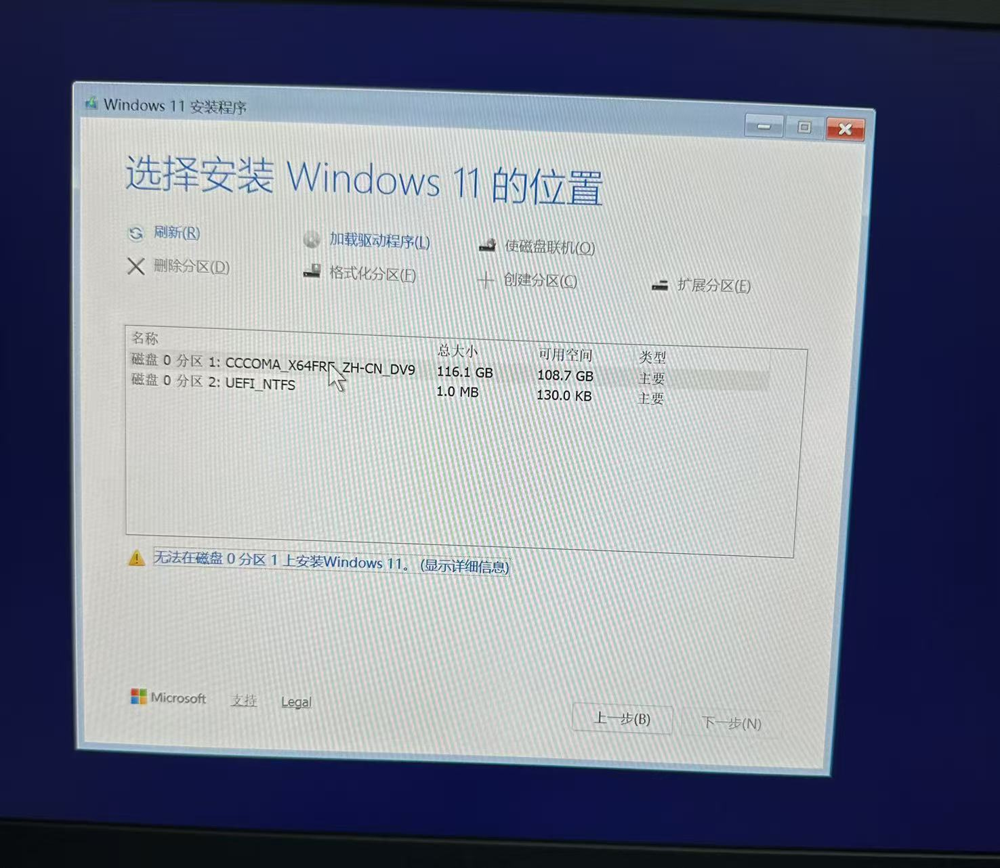 Windows 11 安装程序
选择安装 Windows 11 的位置
刷新(R) 加载驱动程序(L) 使磁盘联机(O)
删除分区(D) 格式化分区(F) 创建分区(C) 扩展分区(E)
名称 总大小 可用空间 类型
磁盘 0 分区 1: CCCOMA_X64FRE_ZH-CN_DV9 116.1 GB 108.7 GB 主要
磁盘 0 分区 2: UEFI_NTFS 1.0 MB 130.0 KB 主要
无法在磁盘 0 分区 1 上安装Windows 11。 (显示详细信息)
Microsoft 支持 Legal
上一步(B) 下一步(N)